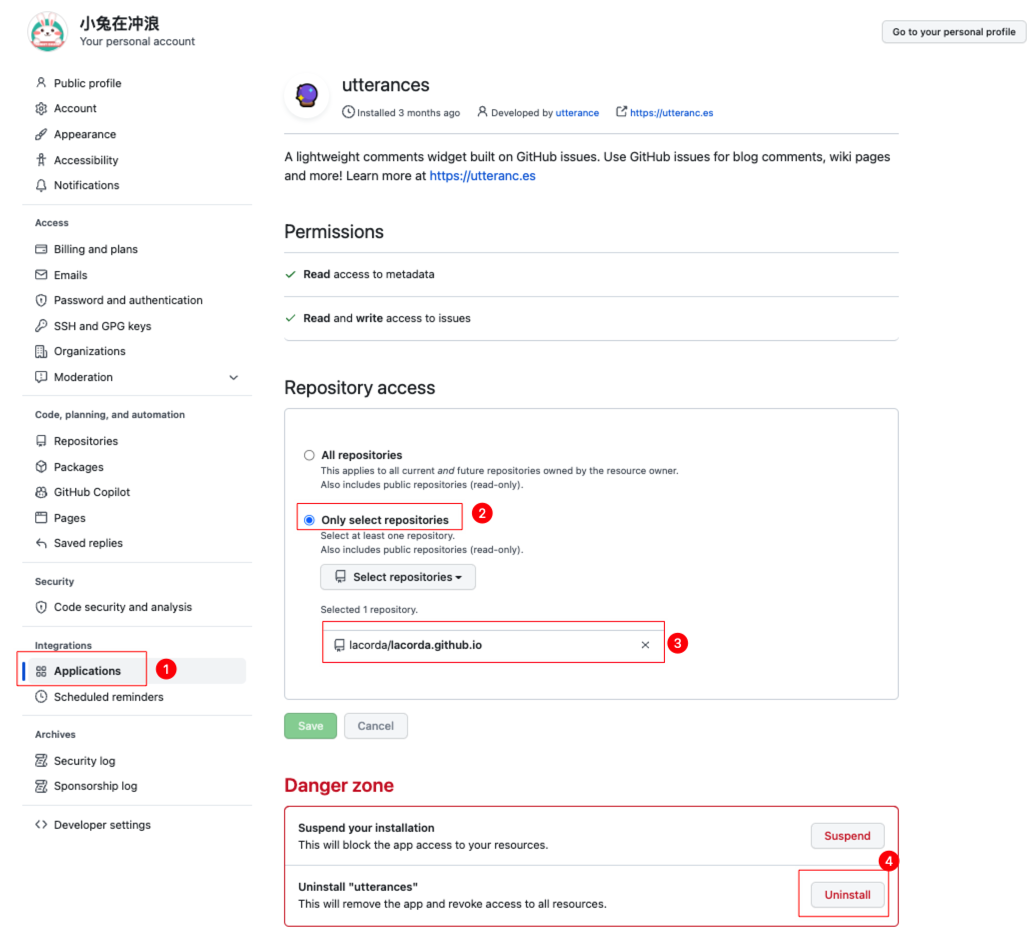 小兔在冲浪
Your personal account
Go to your personal profile
Public profile
Account
Appearance
Accessibility
Notifications
Access
Billing and plans
Emails
Password and authentication
SSH and GPG keys
Organizations
Moderation
Code, planning, and automation
Repositories
Packages
GitHub Copilot
Pages
Saved replies
Security
Code security and analysis
Integrations
Applications
1
Scheduled reminders
Archives
Security log
Sponsorship log
Developer settings
utterances
Installed 3 months ago Developed by utterance https://utteranc.es
A lightweight comments widget built on GitHub issues. Use GitHub issues for blog comments, wiki pages
and more! Learn more at https://utteranc.es
Permissions
Read access to metadata
Read and write access to issues
Repository access
All repositories
This applies to all current and future repositories owned by the resource owner.
Also includes public repositories (read-only).
Only select repositories
2
Select at least one repository.
Also includes public repositories (read-only).
Select repositories
Selected 1 repository.
lacorda/lacorda.github.io
3
Save Cancel
Danger zone
Suspend your installation
This will block the app access to your resources.
Suspend
4
Uninstall "utterances"
This will remove the app and revoke access to all resources.
Uninstall